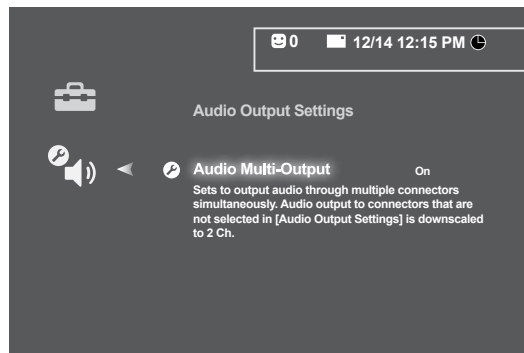 0 12/14 12:15 PM
Audio Output Settings
Audio Multi-Output On
Sets to output audio through multiple connectors
simultaneously. Audio output to connectors that are
not selected in [Audio Output Settings] is downscaled
to 2 Ch.